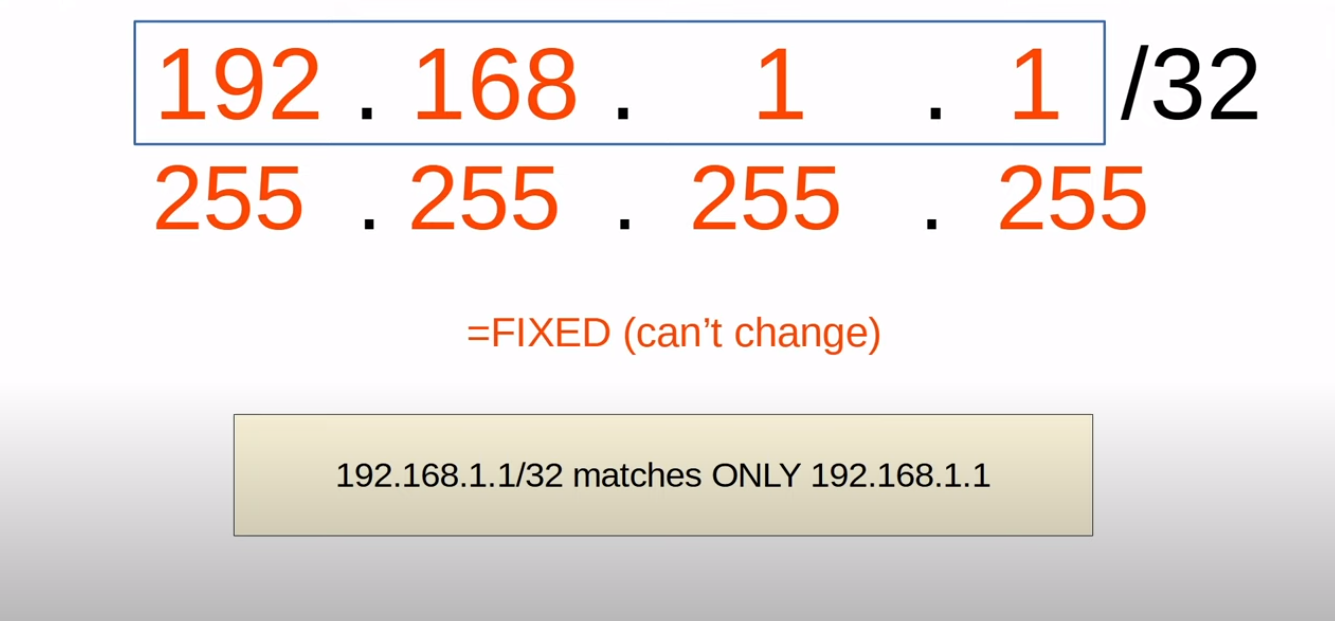 192 . 168 . 1 . 1 /32
255 . 255 . 255 . 255
=FIXED (can’t change)
192.168.1.1/32 matches ONLY 192.168.1.1